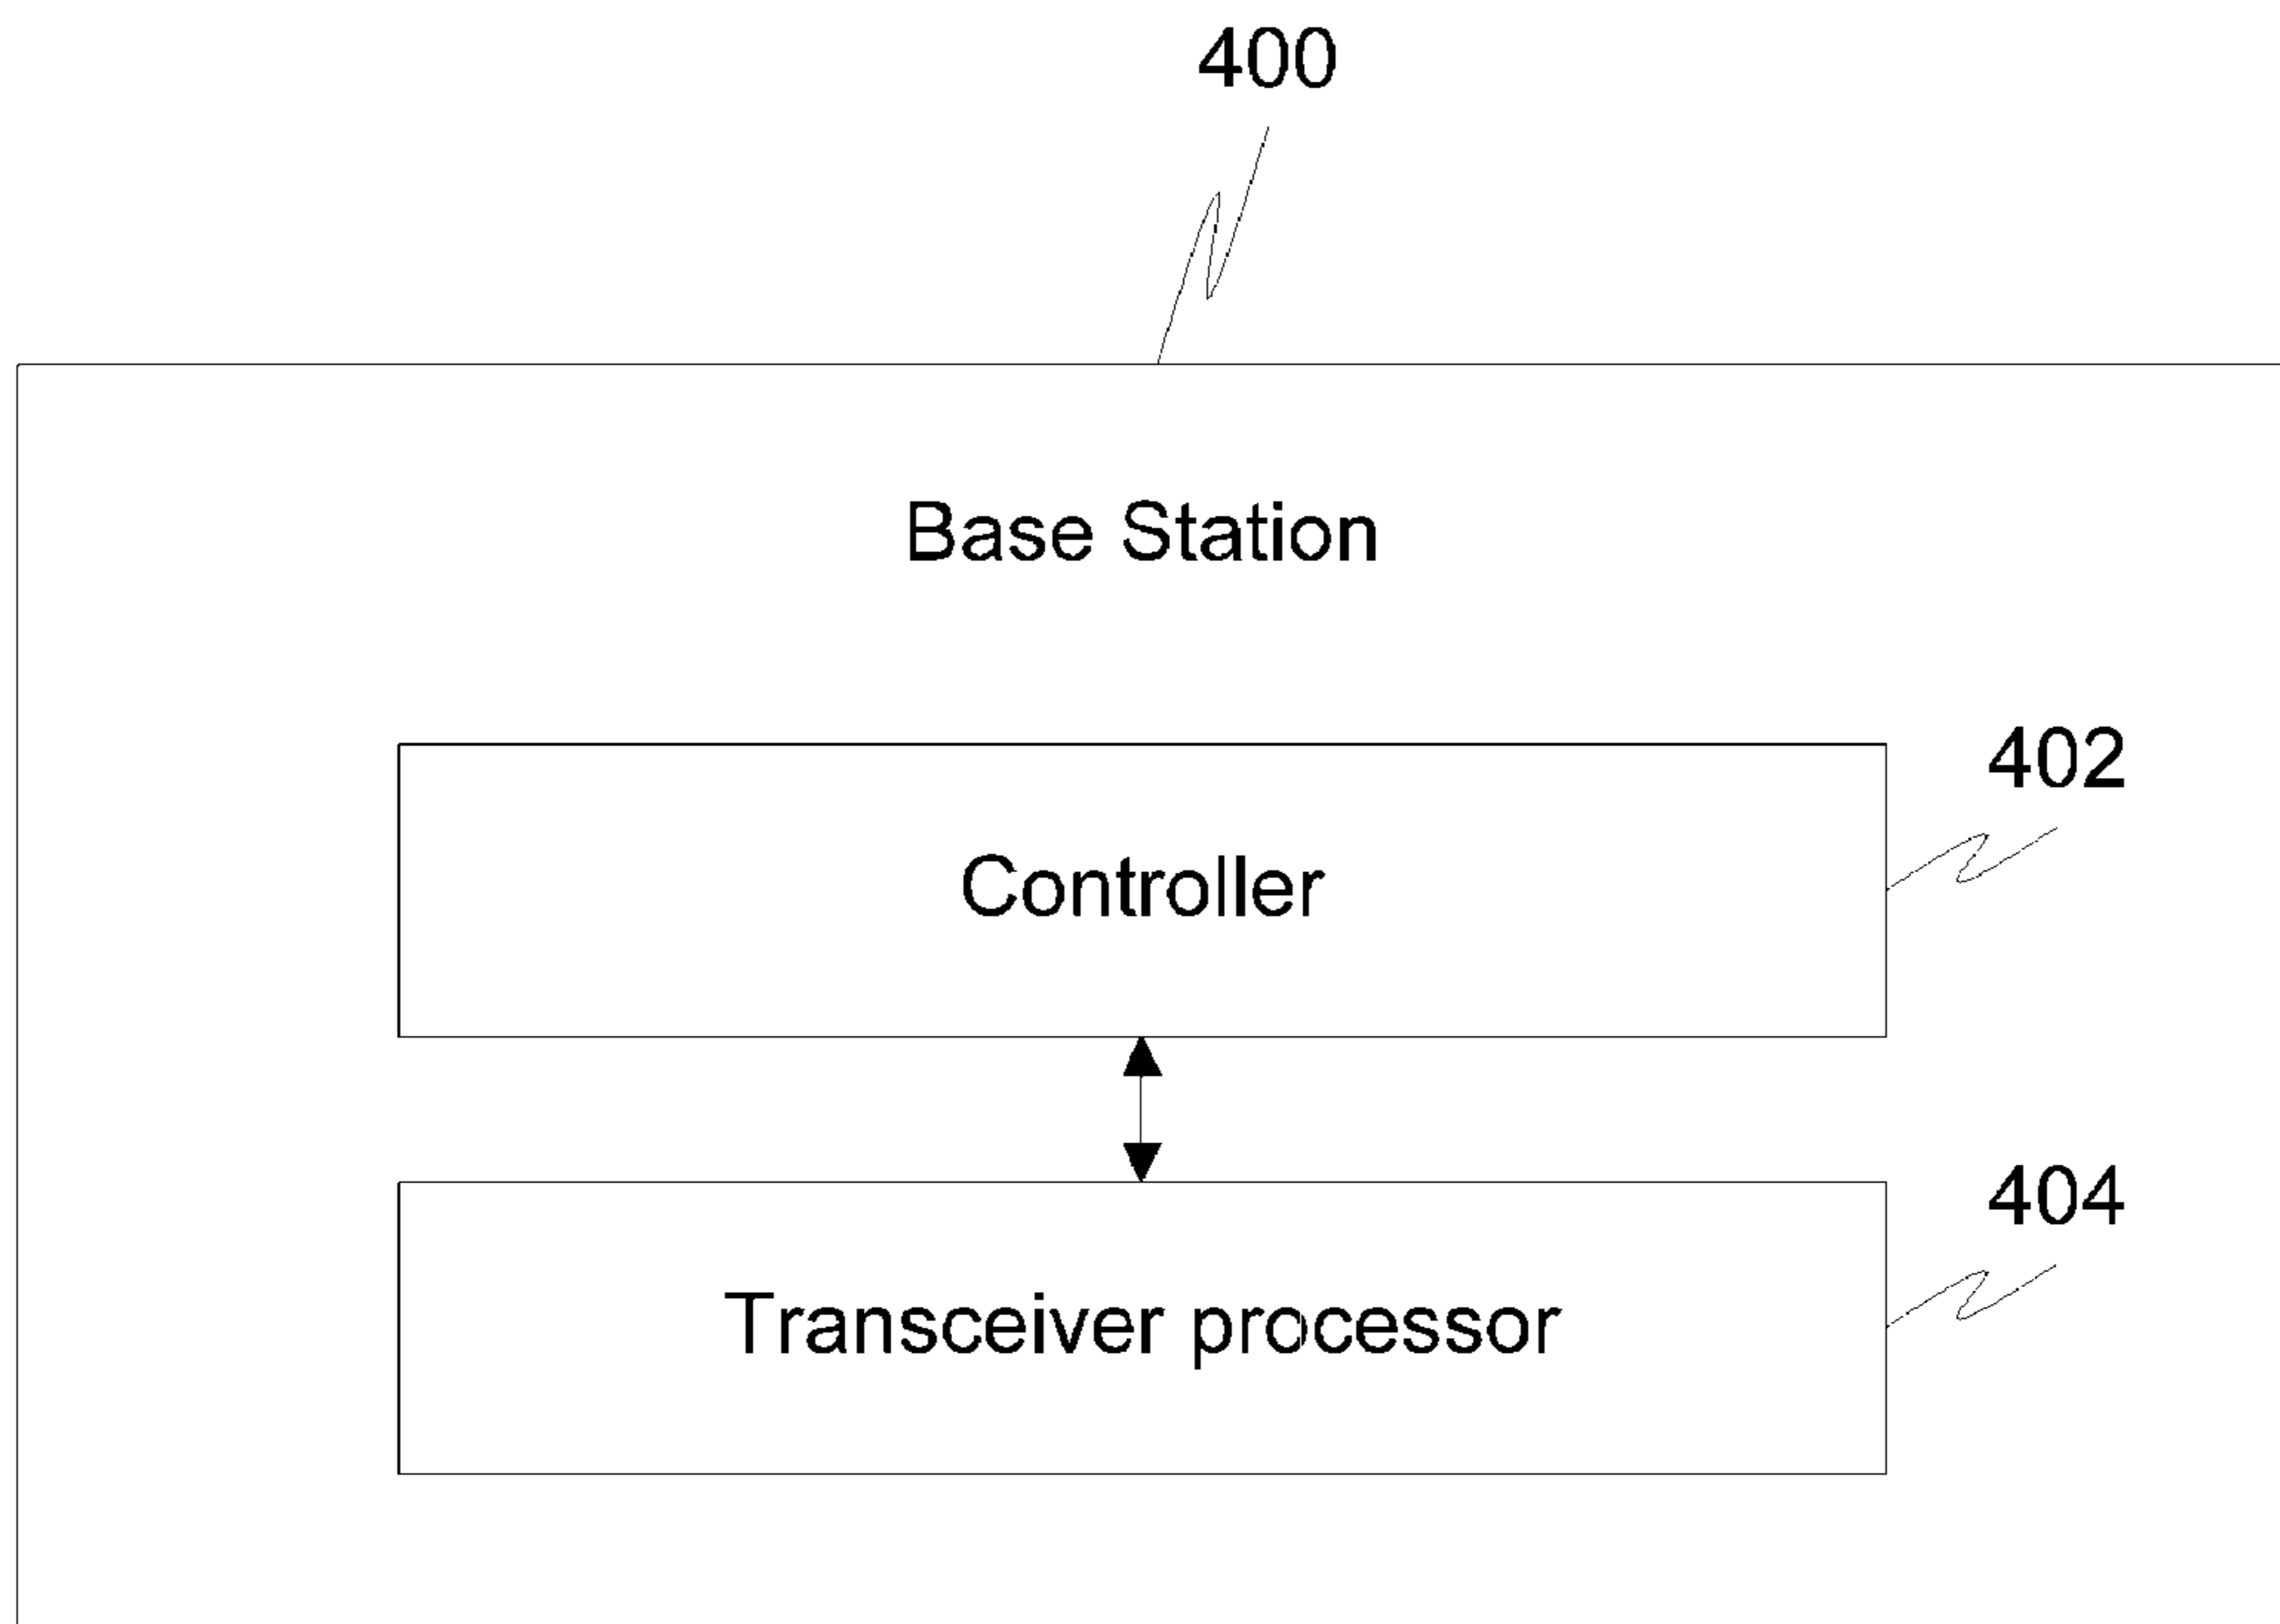 400
Base Station
402
Controller
404
Transceiver processor